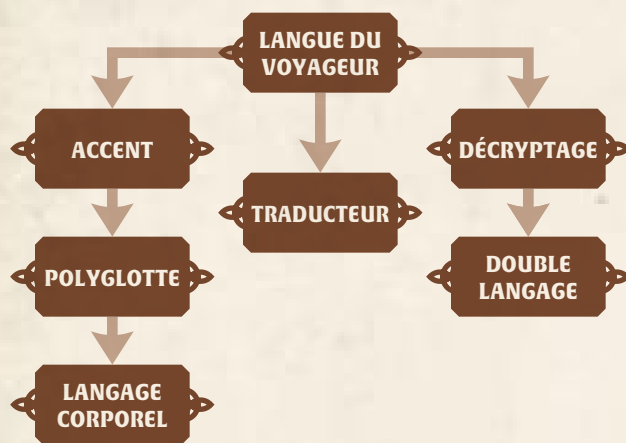 LANGUE DU
VOYAGEUR
ACCENT
DÉCRYPTAGE
TRADUCTEUR
POLYGLOTTE
DOUBLE
LANGAGE
LANGAGE
CORPOREL